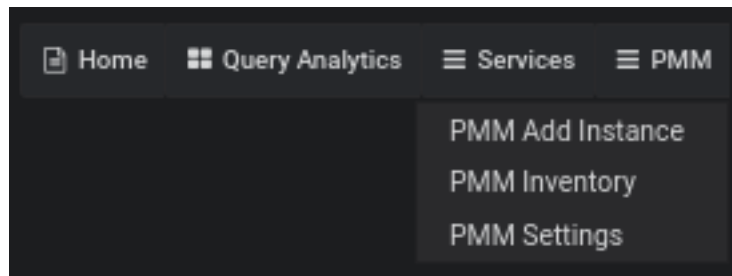 Home Query Analytics Services PMM
PMM Add Instance
PMM Inventory
PMM Settings